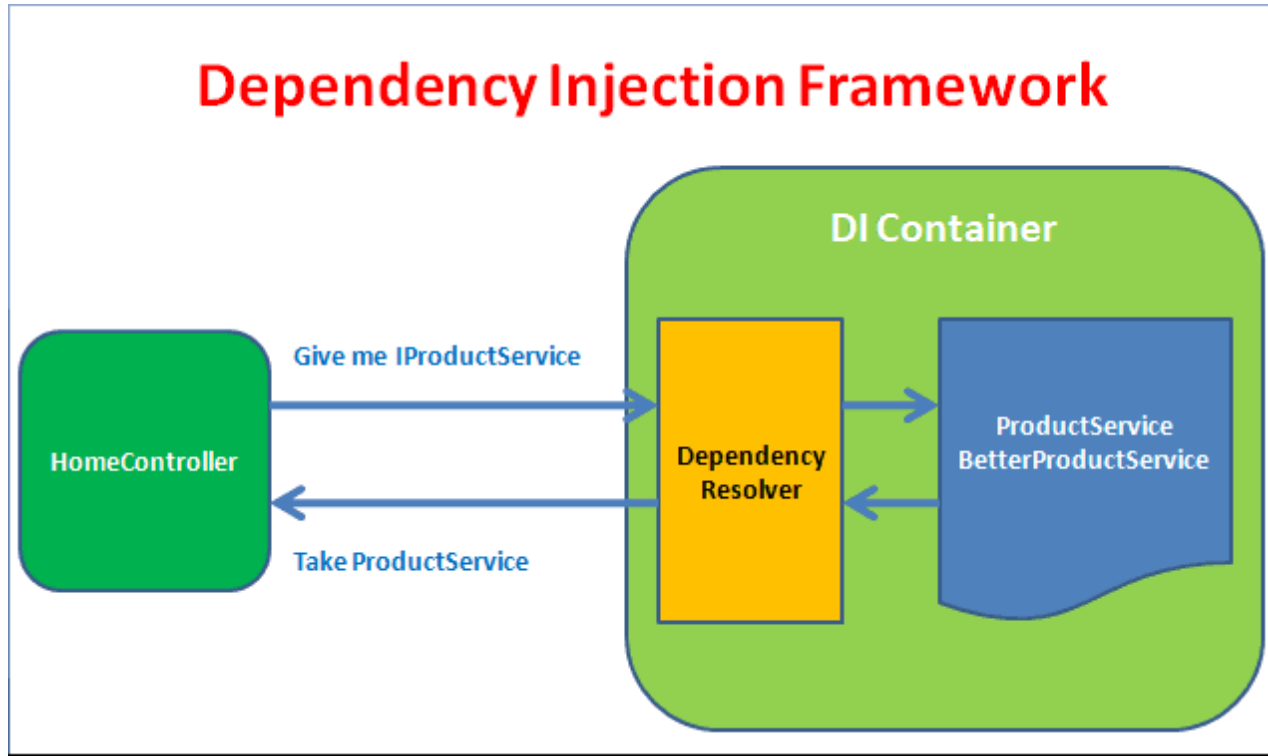 Dependency Injection Framework
DI Container
Give me IProductService
HomeController
Take ProductService
Dependency
Resolver
ProductService
BetterProductService